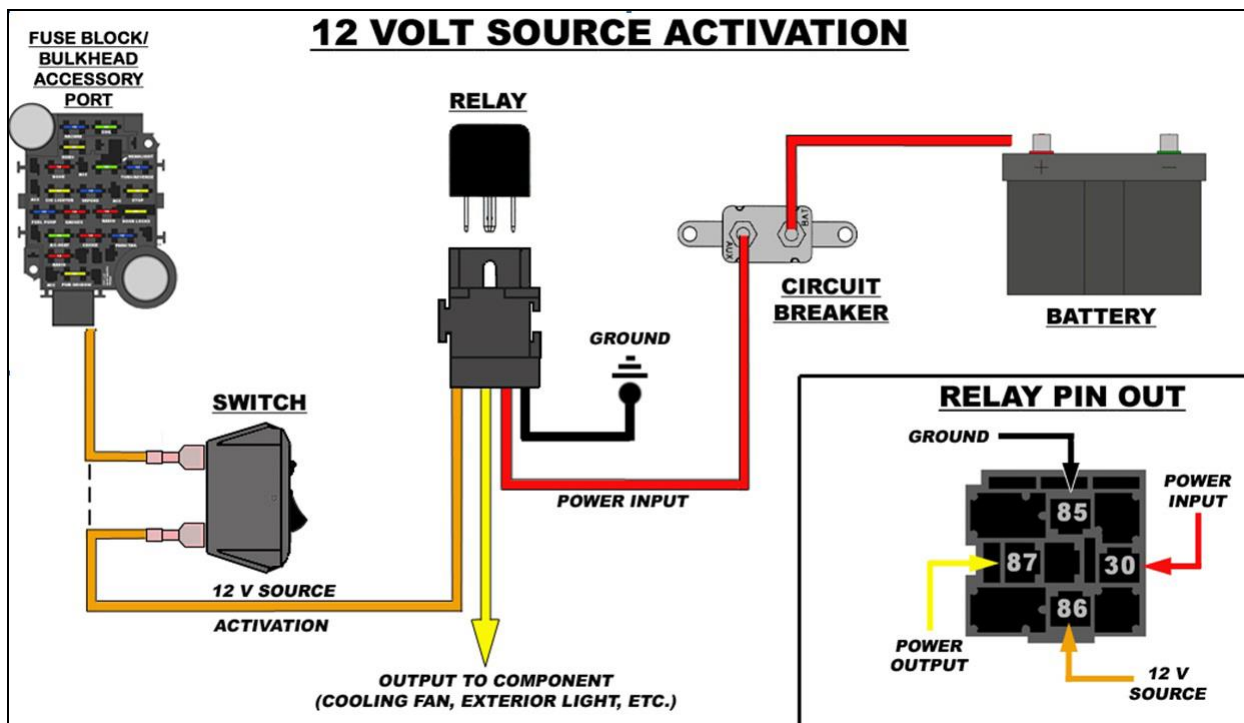 12 VOLT SOURCE ACTIVATION
FUSE BLOCK/
BULKHEAD
ACCESSORY
PORT
RELAY
+
-
BAT
AUX
CIRCUIT
BREAKER
BATTERY
GROUND
SWITCH
POWER INPUT
12 V SOURCE
ACTIVATION
OUTPUT TO COMPONENT
(COOLING FAN, EXTERIOR LIGHT, ETC.)
RELAY PIN OUT
GROUND
POWER
INPUT
85
87
30
86
POWER
OUTPUT
12 V
SOURCE